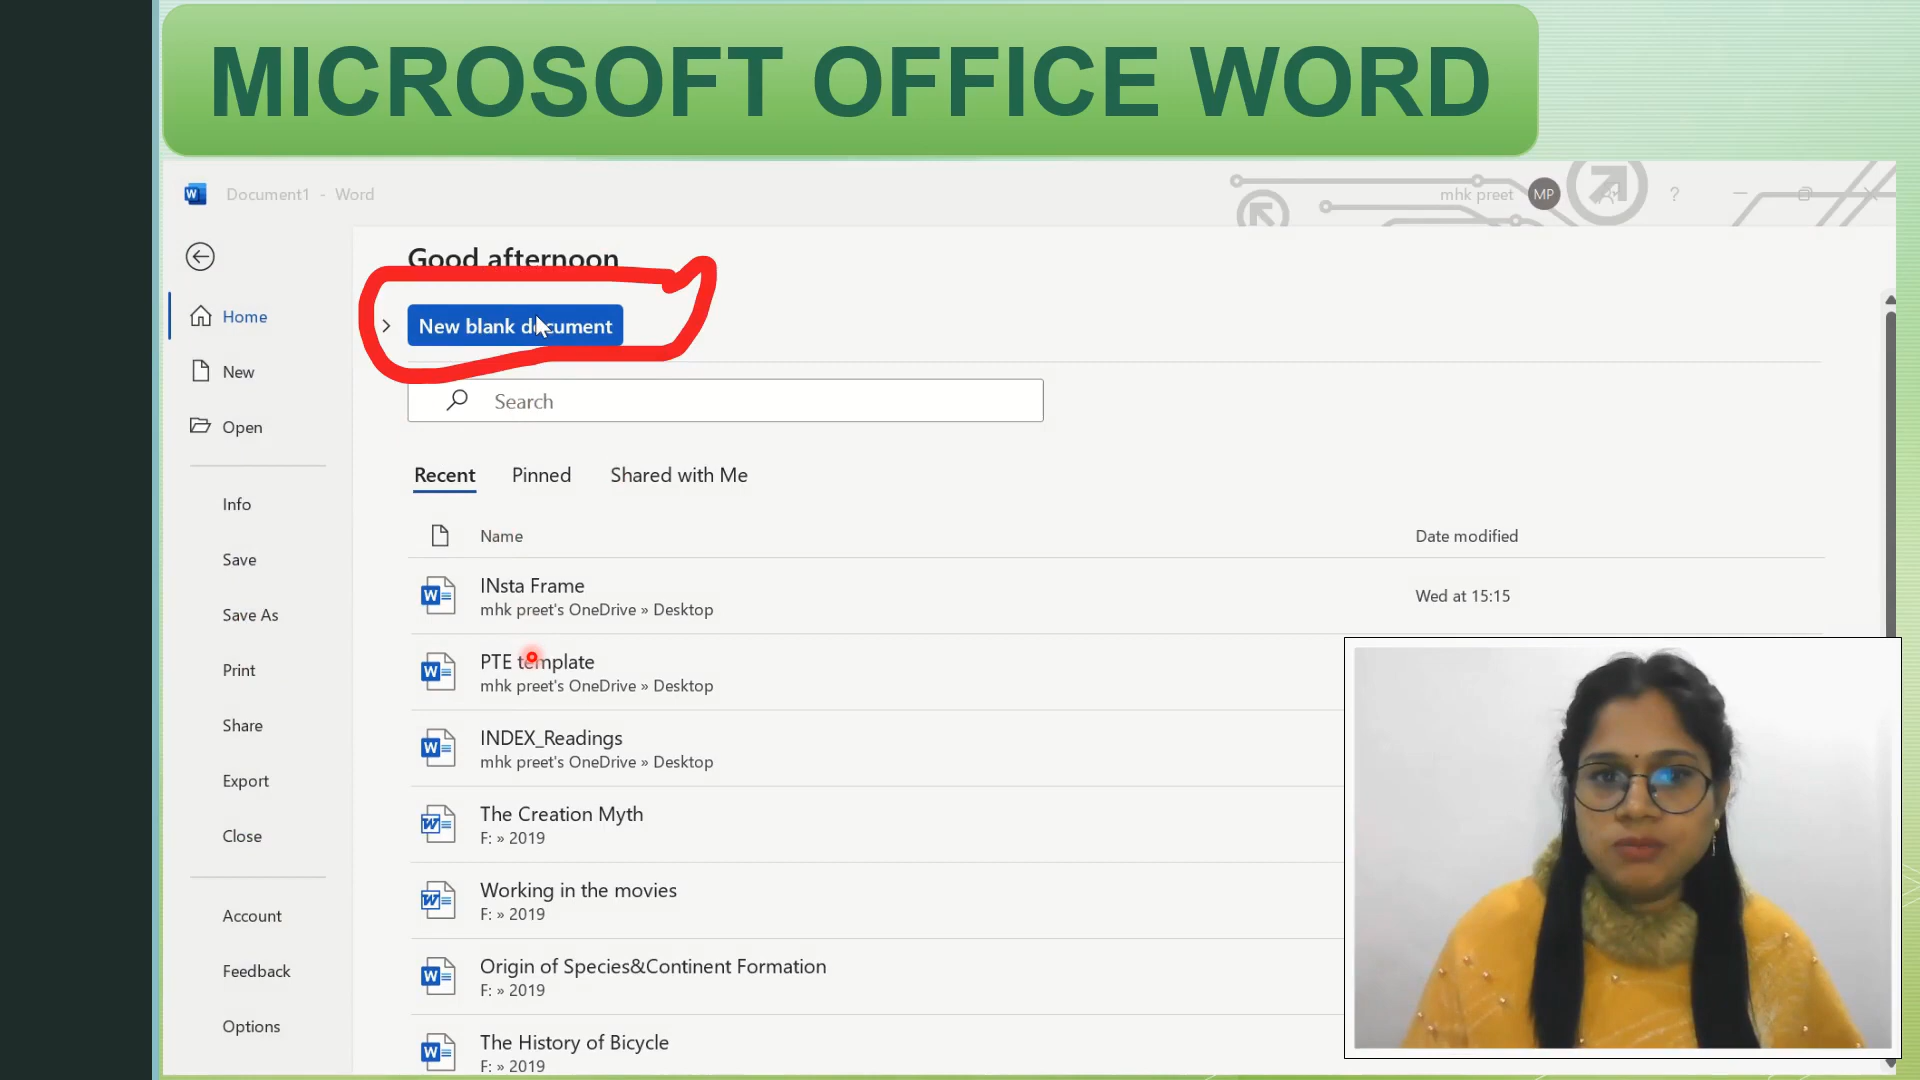 MICROSOFT OFFICE WORD
Document1 - Word
mhk preet
MP
?
Home
New
Open
Info
Save
Save As
Print
Share
Export
Close
Account
Feedback
Options
Good afternoon
New blank document
Search
Recent Pinned Shared with Me
Name Date modified
INsta Frame
mhk preet's OneDrive » Desktop
Wed at 15:15
PTE template
mhk preet's OneDrive » Desktop
INDEX_Readings
mhk preet's OneDrive » Desktop
The Creation Myth
F: » 2019
Working in the movies
F: » 2019
Origin of Species&Continent Formation
F: » 2019
The History of Bicycle
F: » 2019